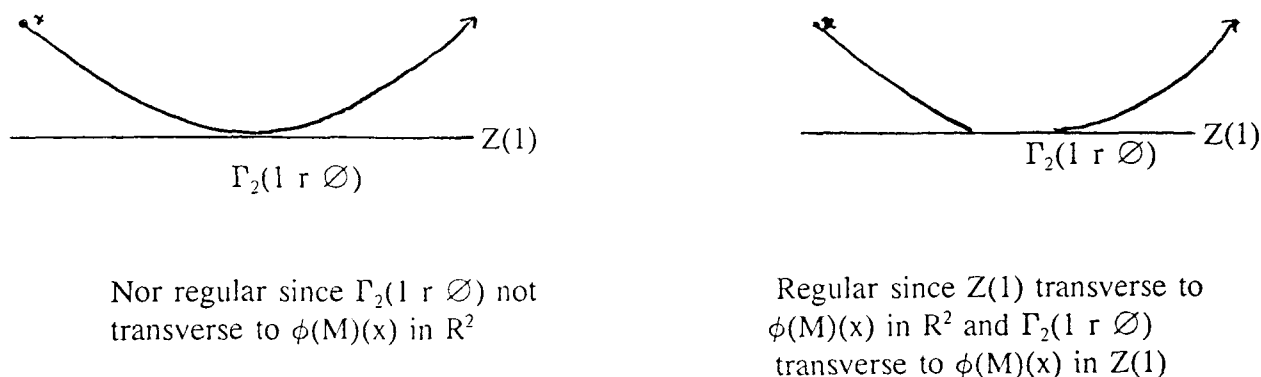 x
x
Z(1)
Z(1)
Γ₂(1 r ∅)
Γ₂(1 r ∅)
Nor regular since Γ₂(1 r ∅) not
transverse to ϕ(M)(x) in R²
Regular since Z(1) transverse to
ϕ(M)(x) in R² and Γ₂(1 r ∅)
transverse to ϕ(M)(x) in Z(1)